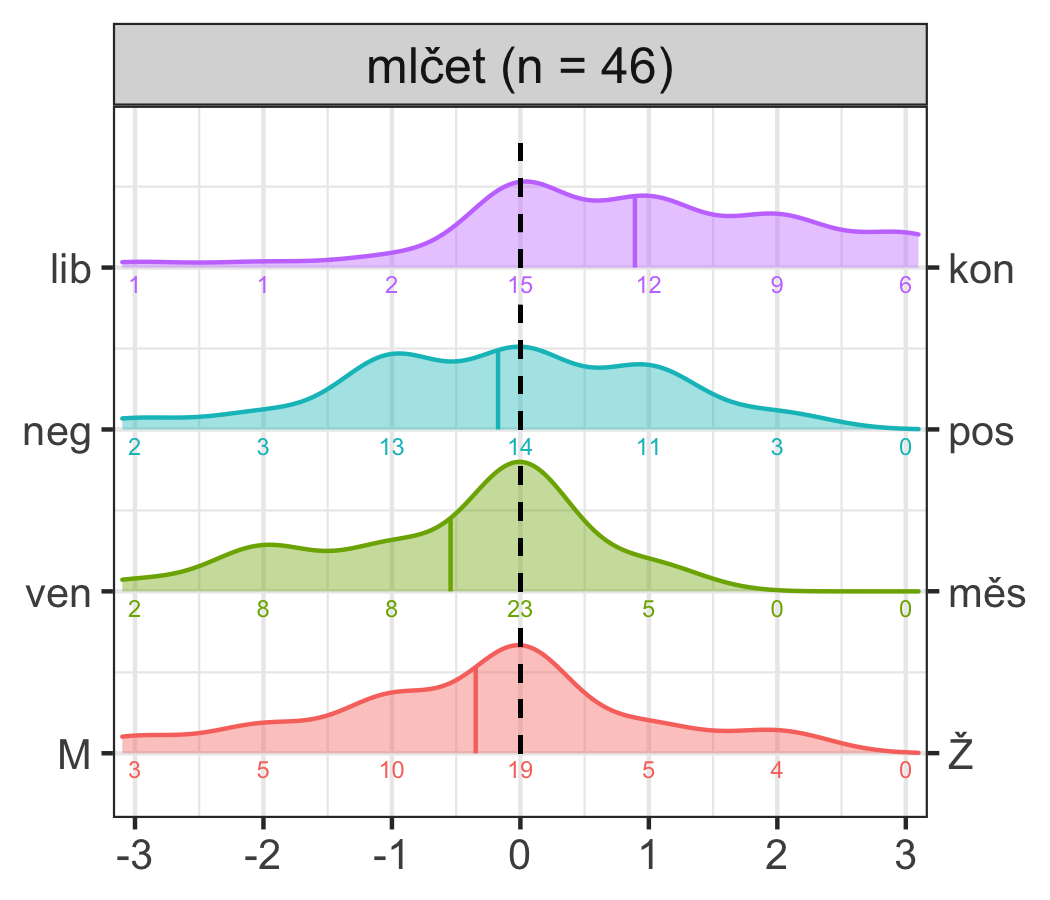 mlčet (n = 46)
lib kon
1 1 2 15 12 9 6
neg pos
2 3 13 14 11 3 0
ven měs
2 8 8 23 5 0 0
M Ž
3 5 10 19 5 4 0
-3 -2 -1 0 1 2 3